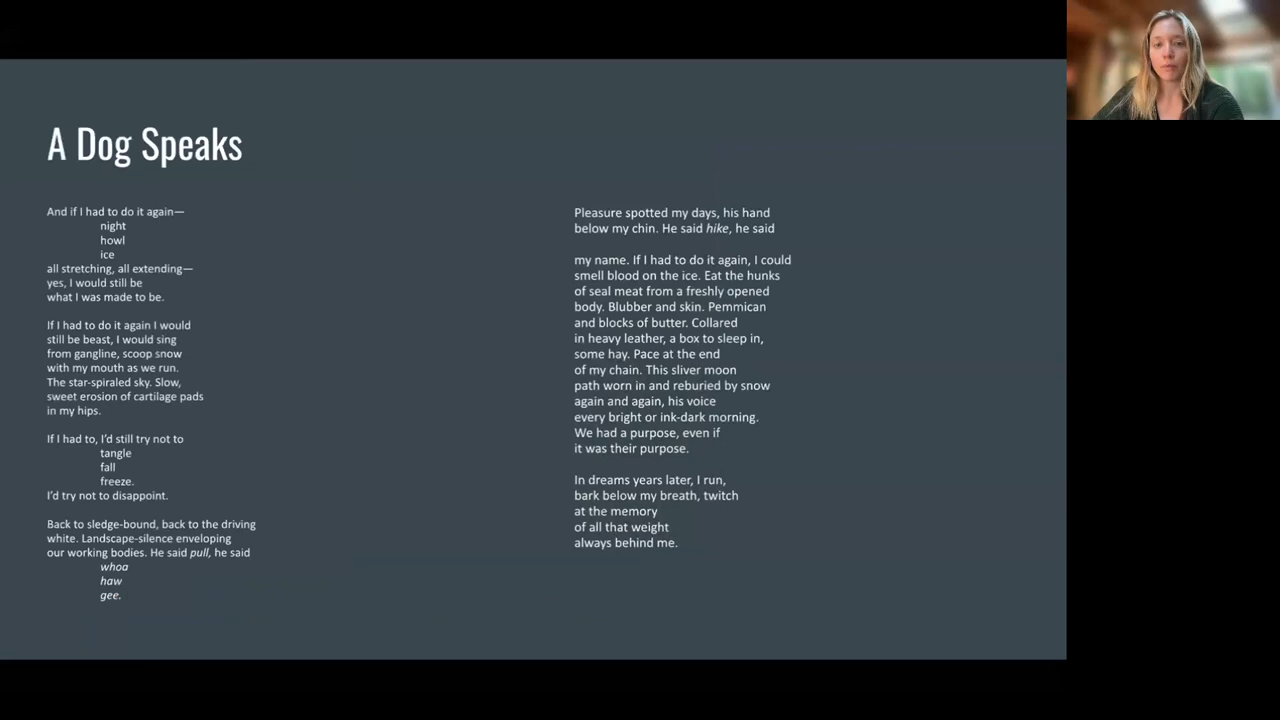 A Dog Speaks
And if I had to do it again—
night
howl
ice
all stretching, all extending—
yes, I would still be
what I was made to be.
If I had to do it again I would
still be beast, I would sing
from gangline, scoop snow
with my mouth as we run.
The star-spiraled sky. Slow,
sweet erosion of cartilage pads
in my hips.
If I had to, I'd still try not to
tangle
fall
freeze.
I'd try not to disappoint.
Back to sledge-bound, back to the driving
white. Landscape-silence enveloping
our working bodies. He said pull, he said
whoa
haw
gee.
Pleasure spotted my days, his hand
below my chin. He said hike, he said
my name. If I had to do it again, I could
smell blood on the ice. Eat the hunks
of seal meat from a freshly opened
body. Blubber and skin. Pemmican
and blocks of butter. Collared
in heavy leather, a box to sleep in,
some hay. Pace at the end
of my chain. This sliver moon
path worn in and reburied by snow
again and again, his voice
every bright or ink-dark morning.
We had a purpose, even if
it was their purpose.
In dreams years later, I run,
bark below my breath, twitch
at the memory
of all that weight
always behind me.